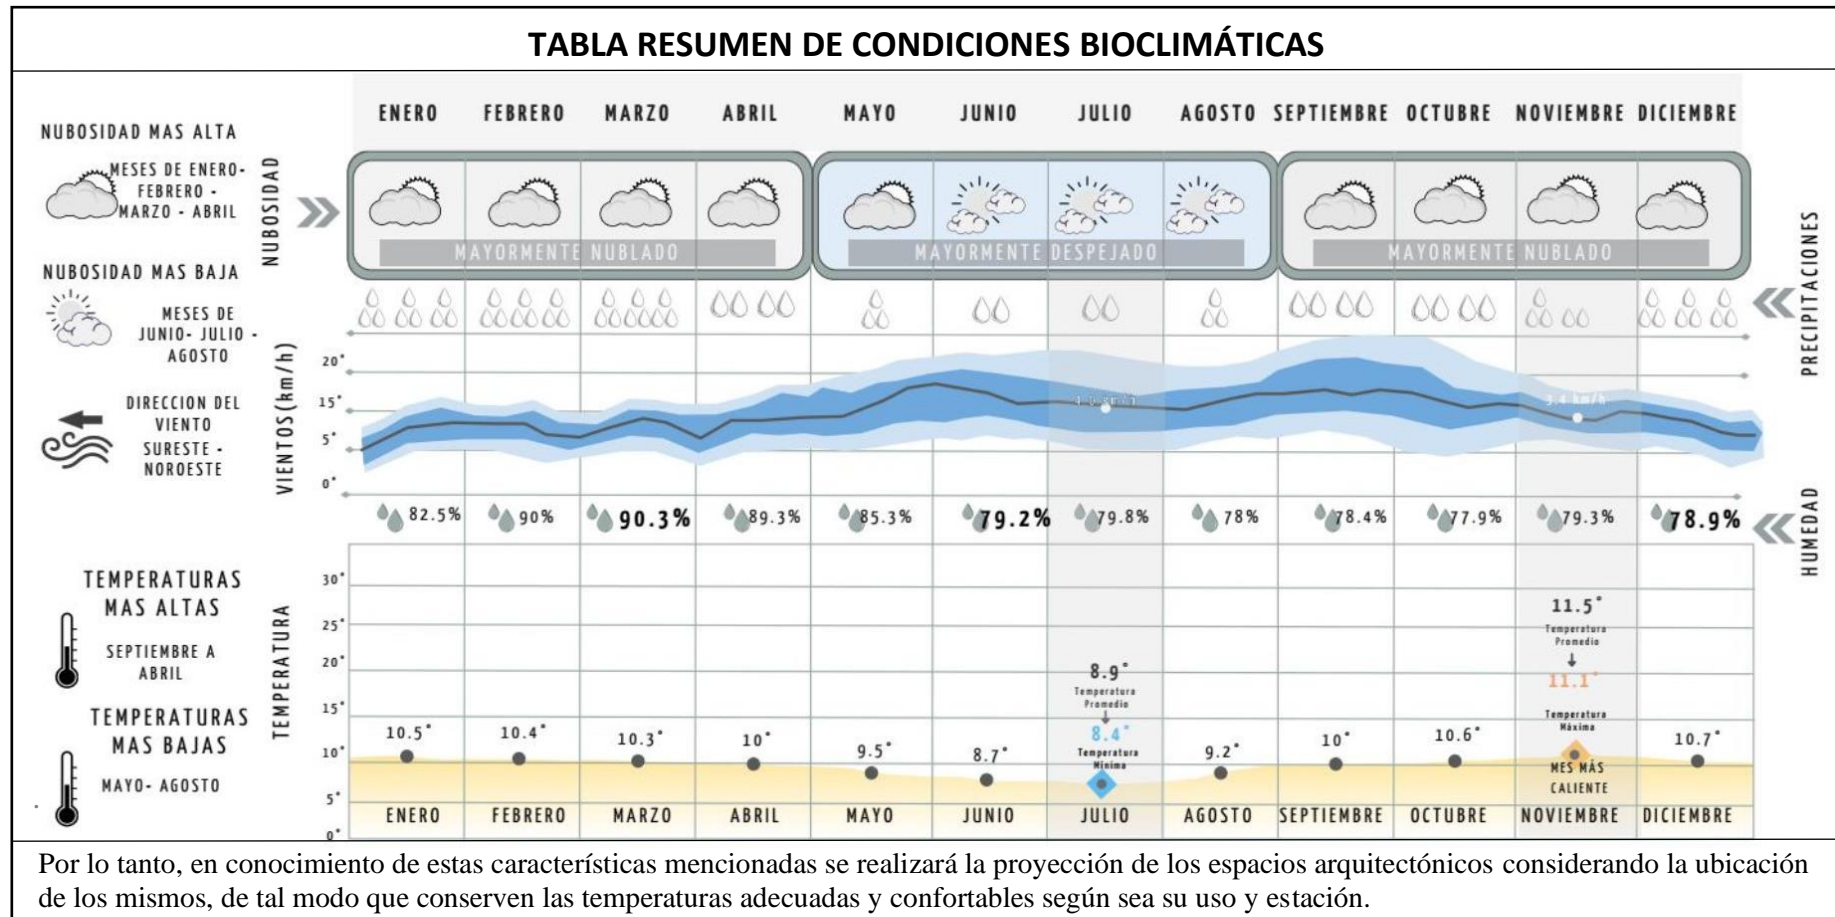 TABLA RESUMEN DE CONDICIONES BIOCLIMÁTICAS
ENERO FEBRERO MARZO ABRIL MAYO JUNIO JULIO AGOSTO SEPTIEMBRE OCTUBRE NOVIEMBRE DICIEMBRE
NUBOSIDAD MAS ALTA
MESES DE ENERO-
FEBRERO -
MARZO - ABRIL
NUBOSIDAD
MAYORMENTE NUBLADO
MAYORMENTE DESPEJADO
MAYORMENTE NUBLADO
NUBOSIDAD MAS BAJA
MESES DE
JUNIO- JULIO -
AGOSTO
PRECIPITACIONES
DIRECCION DEL
VIENTO
SURESTE -
NOROESTE
VIENTOS(km/h)
20°
15°
5°
0°
3.4 km/h
82.5% 90% 90.3% 89.3% 85.3% 79.2% 79.8% 78% 78.4% 77.9% 79.3% 78.9%
HUMEDAD
TEMPERATURAS
MAS ALTAS
SEPTIEMBRE A
ABRIL
TEMPERATURAS
MAS BAJAS
MAYO- AGOSTO
TEMPERATURA
30°
25°
20°
15°
10°
5°
0°
10.5° 10.4° 10.3° 10° 9.5° 8.7°
8.9°
Temperatura
Promedio
8.4°
Temperatura
Mínima
9.2° 10° 10.6°
11.5°
Temperatura
Promedio
11.1°
Temperatura
Máxima
MES MÁS
CALIENTE
10.7°
ENERO FEBRERO MARZO ABRIL MAYO JUNIO JULIO AGOSTO SEPTIEMBRE OCTUBRE NOVIEMBRE DICIEMBRE
Por lo tanto, en conocimiento de estas características mencionadas se realizará la proyección de los espacios arquitectónicos considerando la ubicación
de los mismos, de tal modo que conserven las temperaturas adecuadas y confortables según sea su uso y estación.